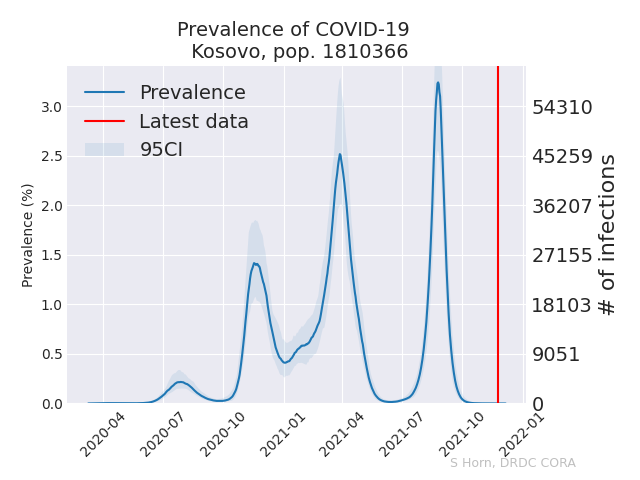 Prevalence of COVID-19
Kosovo, pop. 1810366
Prevalence
Latest data
95CI
Prevalence (%)
3.0
2.5
2.0
1.5
1.0
0.5
0.0
54310
45259
36207
27155
18103
9051
0
# of infections
2020-04
2020-07
2020-10
2021-01
2021-04
2021-07
2021-10
2022-01
S Horn, DRDC CORA